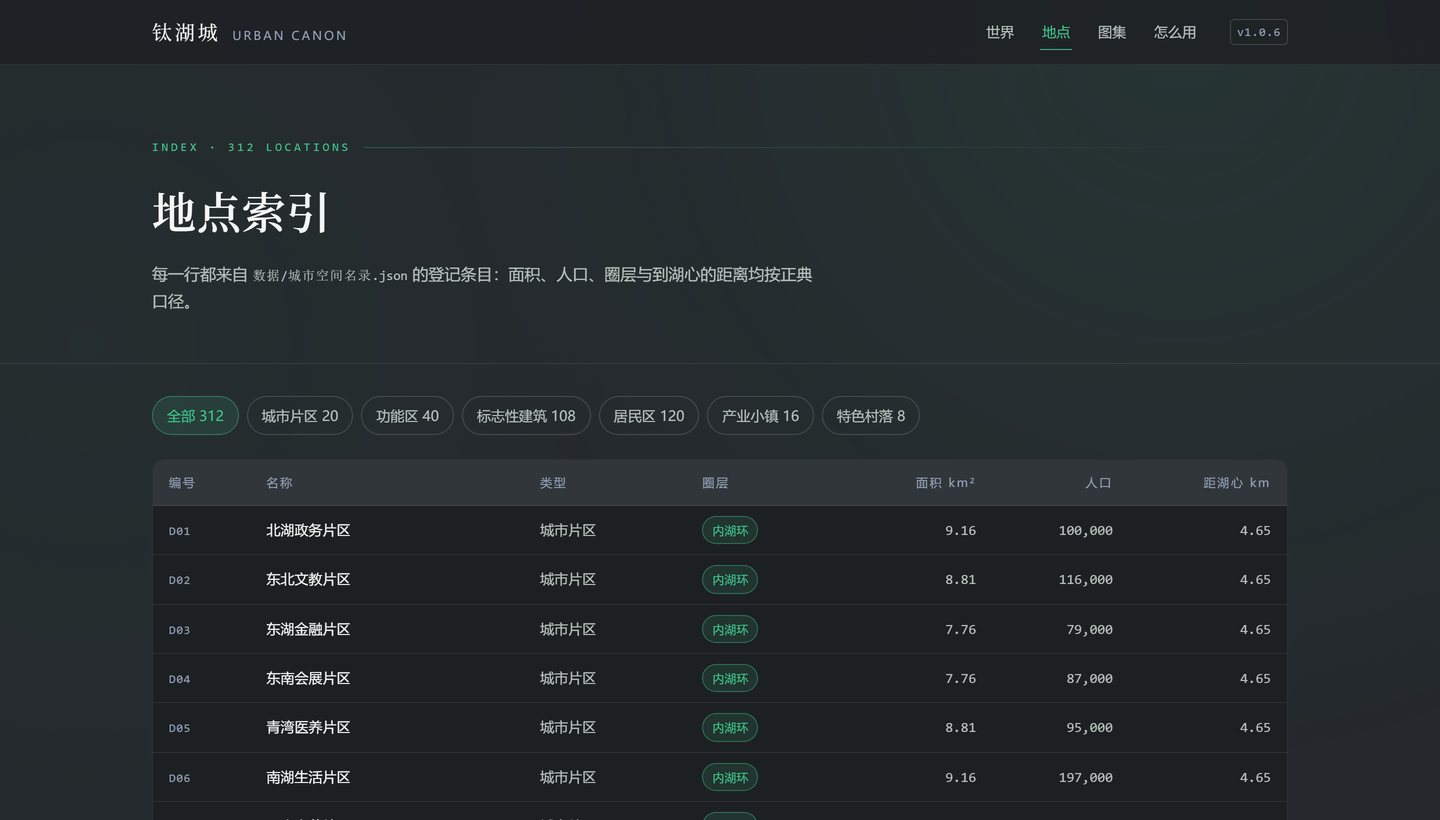 钛湖城 URBAN CANON 世界 地点 图集 怎么用 v1.0.6
INDEX · 312 LOCATIONS
地点索引
每一行都来自 数据/城市空间名录.json 的登记条目：面积、人口、圈层与到湖心的距离均按正典
口径。
全部 312 城市片区 20 功能区 40 标志性建筑 108 居民区 120 产业小镇 16 特色村落 8
编号 名称 类型 圈层 面积 km² 人口 距湖心 km
D01 北湖政务片区 城市片区 内湖环 9.16 100,000 4.65
D02 东北文教片区 城市片区 内湖环 8.81 116,000 4.65
D03 东湖金融片区 城市片区 内湖环 7.76 79,000 4.65
D04 东南会展片区 城市片区 内湖环 7.76 87,000 4.65
D05 青湾医养片区 城市片区 内湖环 8.81 95,000 4.65
D06 南湖生活片区 城市片区 内湖环 9.16 197,000 4.65